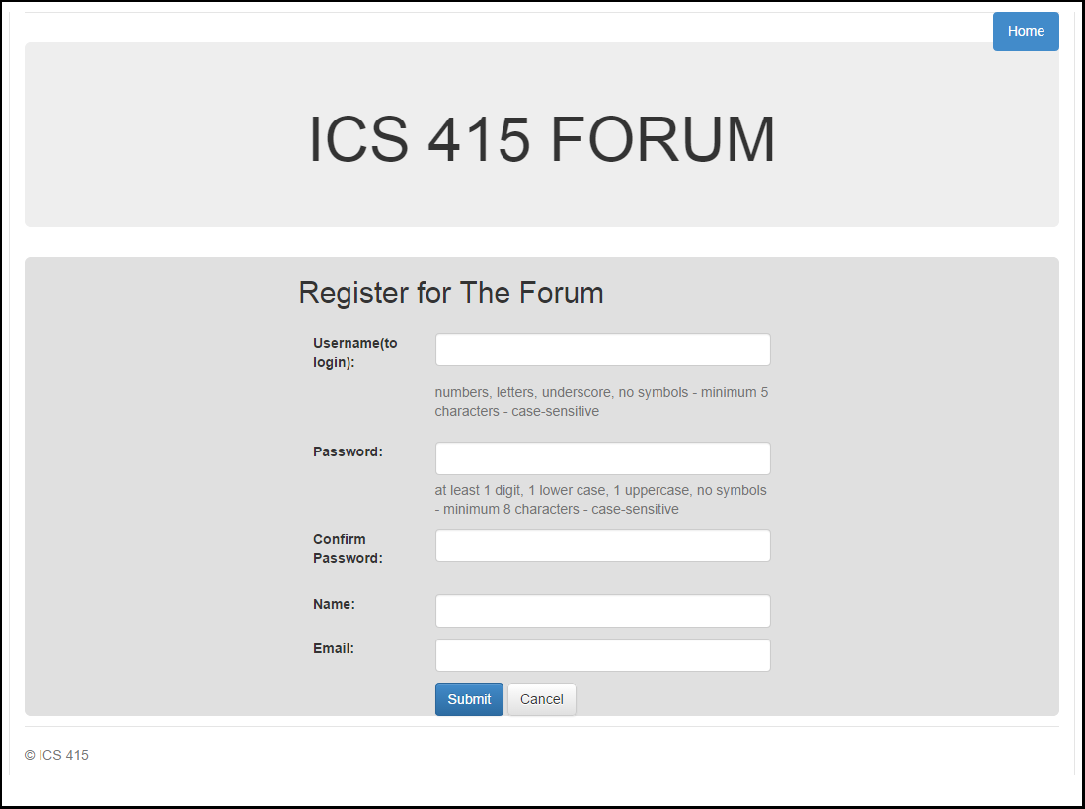 Home
ICS 415 FORUM
Register for The Forum
Username(to
login):
numbers, letters, underscore, no symbols - minimum 5
characters - case-sensitive
Password:
at least 1 digit, 1 lower case, 1 uppercase, no symbols
- minimum 8 characters - case-sensitive
Confirm
Password:
Name:
Email:
Submit Cancel
© ICS 415